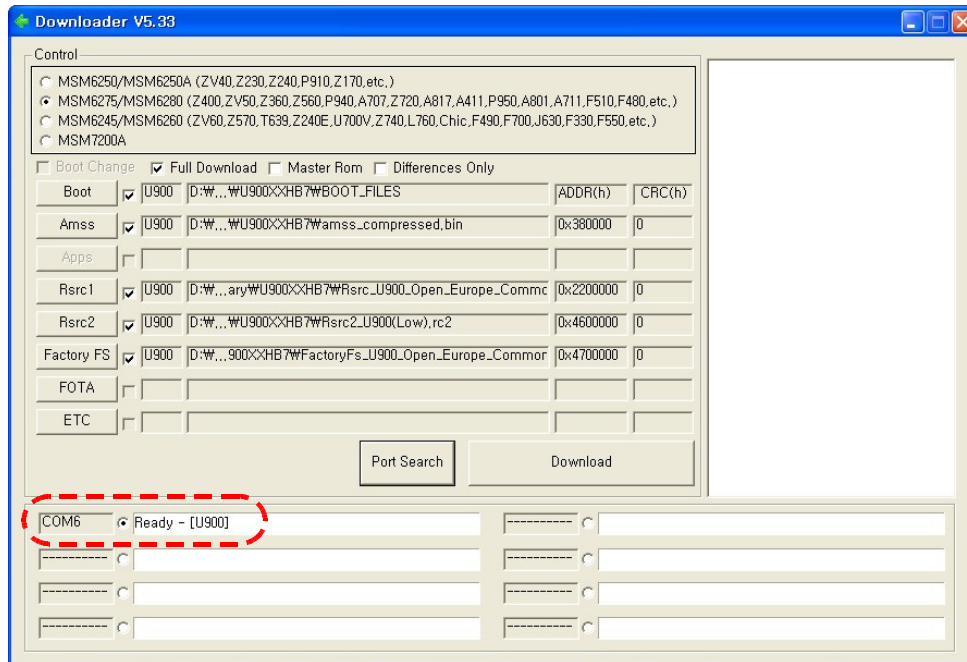 Downloader V5.33
Control
MSM6250/MSM6250A (ZV40,Z230,Z240,P910,Z170,etc,)
MSM6275/MSM6280 (Z400,ZV50,Z360,Z560,P940,A707,Z720,A817,A411,P950,A801,A711,F510,F480,etc,)
MSM6245/MSM6260 (ZV60,Z570,T639,Z240E,U700V,Z740,L760,Chic,F490,F700,J630,F330,F550,etc,)
MSM7200A
Boot Change Full Download Master Rom Differences Only
Boot U900 D:₩,,,₩U900XXHB7₩BOOT_FILES ADDR(h) CRC(h)
Amss U900 D:₩,,,₩U900XXHB7₩amss_compressed,bin 0x380000 0
Apps
Rsrc1 U900 D:₩,,,ary₩U900XXHB7₩Rsrc_U900_Open_Europe_Commo 0x2200000 0
Rsrc2 U900 D:₩,,,₩U900XXHB7₩Rsrc2_U900(Low),rc2 0x4600000 0
Factory FS U900 D:₩,,,900XXHB7₩FactoryFs_U900_Open_Europe_Common 0x4700000 0
FOTA
ETC
Port Search Download
COM6 Ready - [U900] ----------
---------- ----------
---------- ----------
---------- ----------